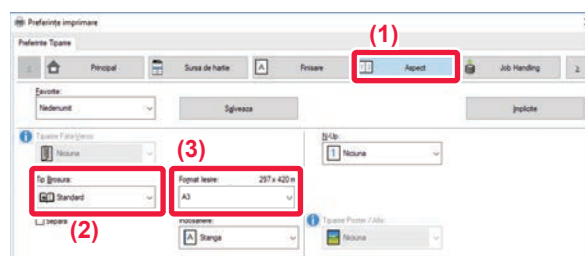 Preferinţe imprimare
(1)
Preferinte Tiparire
Principal Sursa de hartie Finisare Aspect Job Handling
Favorite:
Nedenumit Salveaza Implicite
Tiparire Fata-Verso: N-Up:
Niciuna 1 Niciuna
(3)
Tip Brosura: Format Iesire: 297 x 420 m
Standard A3
Separa Indosariere: Tiparire Poster / Afis:
(2)
A Stanga Niciuna